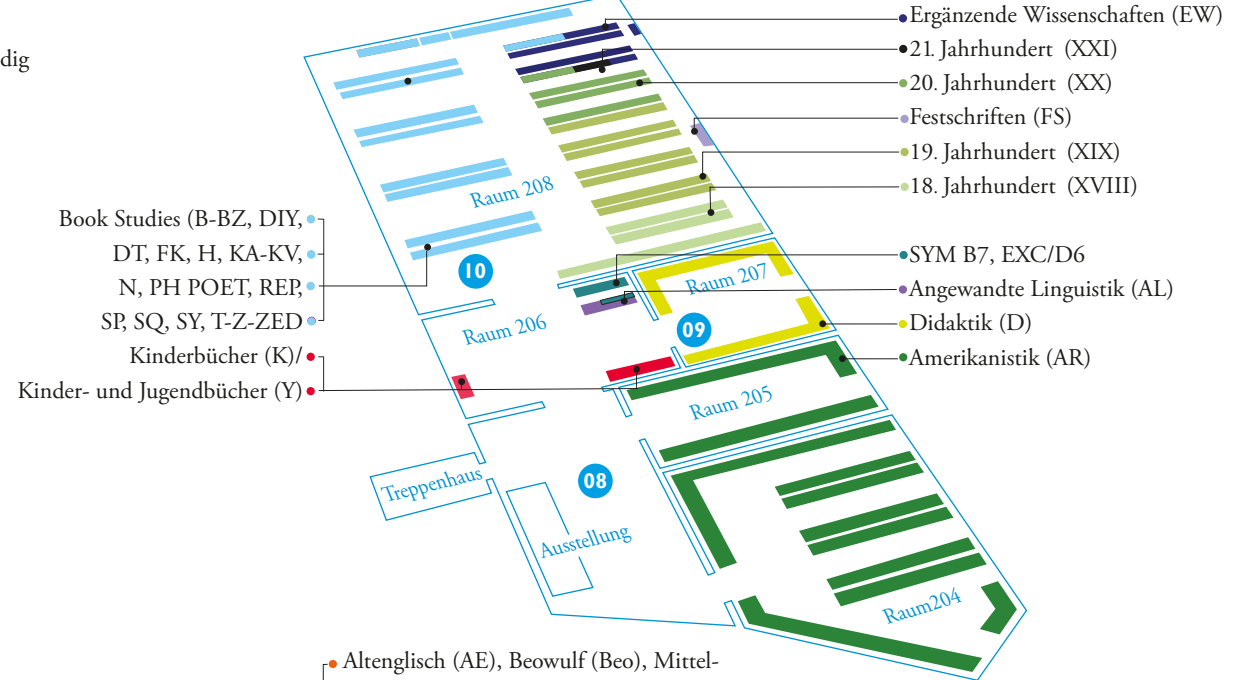 dig
Ergänzende Wissenschaften (EW)
21. Jahrhundert (XXI)
20. Jahrhundert (XX)
Festschriften (FS)
19. Jahrhundert (XIX)
18. Jahrhundert (XVIII)
Raum 208
Book Studies (B-BZ, DIY,
DT, FK, H, KA-KV,
N, PH POET, REP,
SP, SQ, SY, T-Z-ZED
Kinderbücher (K)/
Kinder- und Jugendbücher (Y)
10
SYM B7, EXC/D6
Angewandte Linguistik (AL)
Didaktik (D)
Amerikanistik (AR)
Raum 207
Raum 206
09
Raum 205
08
Treppenhaus
Ausstellung
Raum204
Altenglisch (AE), Beowulf (Beo), Mittel-